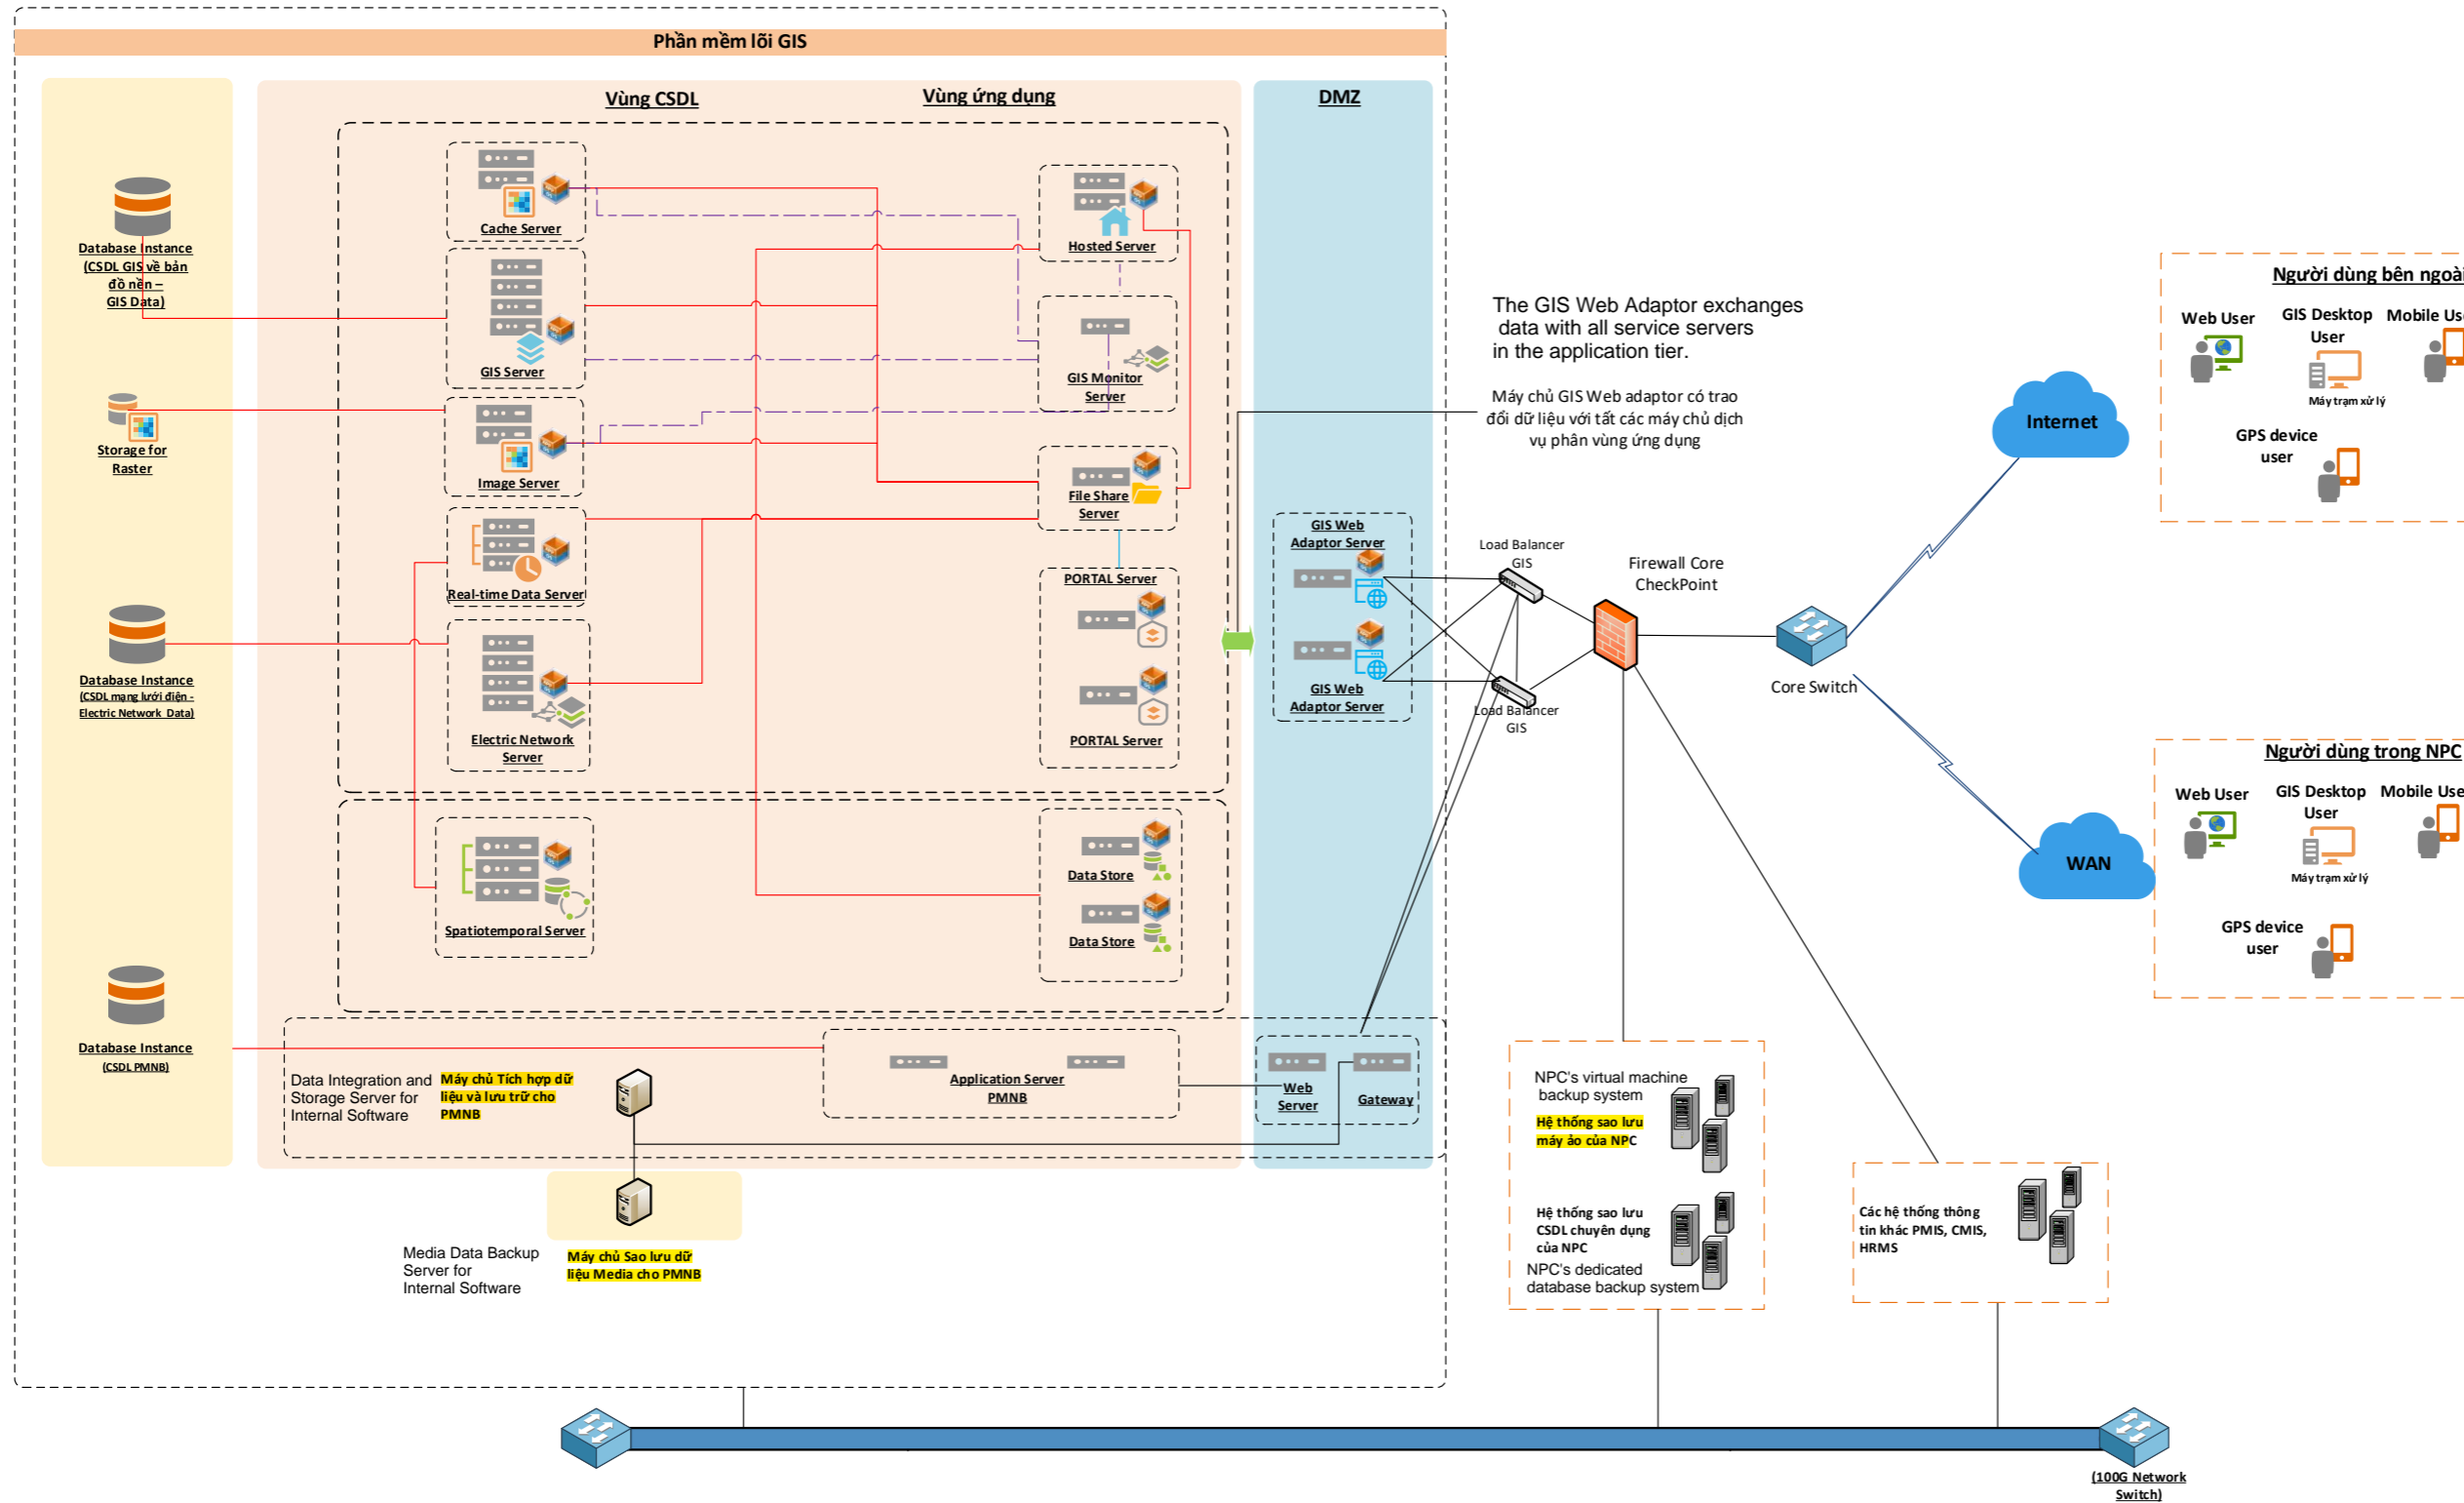 Phần mềm lõi GIS
Vùng CSDL
Vùng ứng dụng
DMZ
Database Instance
(CSDL GIS về bản
đồ nền –
GIS Data)
Storage for
Raster
Database Instance
(CSDL mạng lưới điện -
Electric Network Data)
Database Instance
(CSDL PMNB)
Cache Server
GIS Server
Image Server
Real-time Data Server
Electric Network
Server
Spatiotemporal Server
Hosted Server
GIS Monitor
Server
File Share
Server
PORTAL Server
PORTAL Server
Data Store
Data Store
Data Integration and
Storage Server for
Internal Software
Máy chủ Tích hợp dữ
liệu và lưu trữ cho
PMNB
Application Server
PMNB
Web
Server
Gateway
Media Data Backup
Server for
Internal Software
Máy chủ Sao lưu dữ
liệu Media cho PMNB
GIS Web
Adaptor Server
GIS Web
Adaptor Server
The GIS Web Adaptor exchanges
data with all service servers
in the application tier.
Máy chủ GIS Web adaptor có trao
đổi dữ liệu với tất các máy chủ dịch
vụ phân vùng ứng dụng
Load Balancer
GIS
Load Balancer
GIS
Firewall Core
CheckPoint
Core Switch
Internet
WAN
Người dùng bên ngoài
Web User
GIS Desktop
User
Mobile Use
Máy trạm xử lý
GPS device
user
Người dùng trong NPC
Web User
GIS Desktop
User
Mobile Use
Máy trạm xử lý
GPS device
user
NPC's virtual machine
backup system
Hệ thống sao lưu
máy ảo của NPC
Hệ thống sao lưu
CSDL chuyên dụng
của NPC
NPC's dedicated
database backup system
Các hệ thống thông
tin khác PMIS, CMIS,
HRMS
(100G Network
Switch)